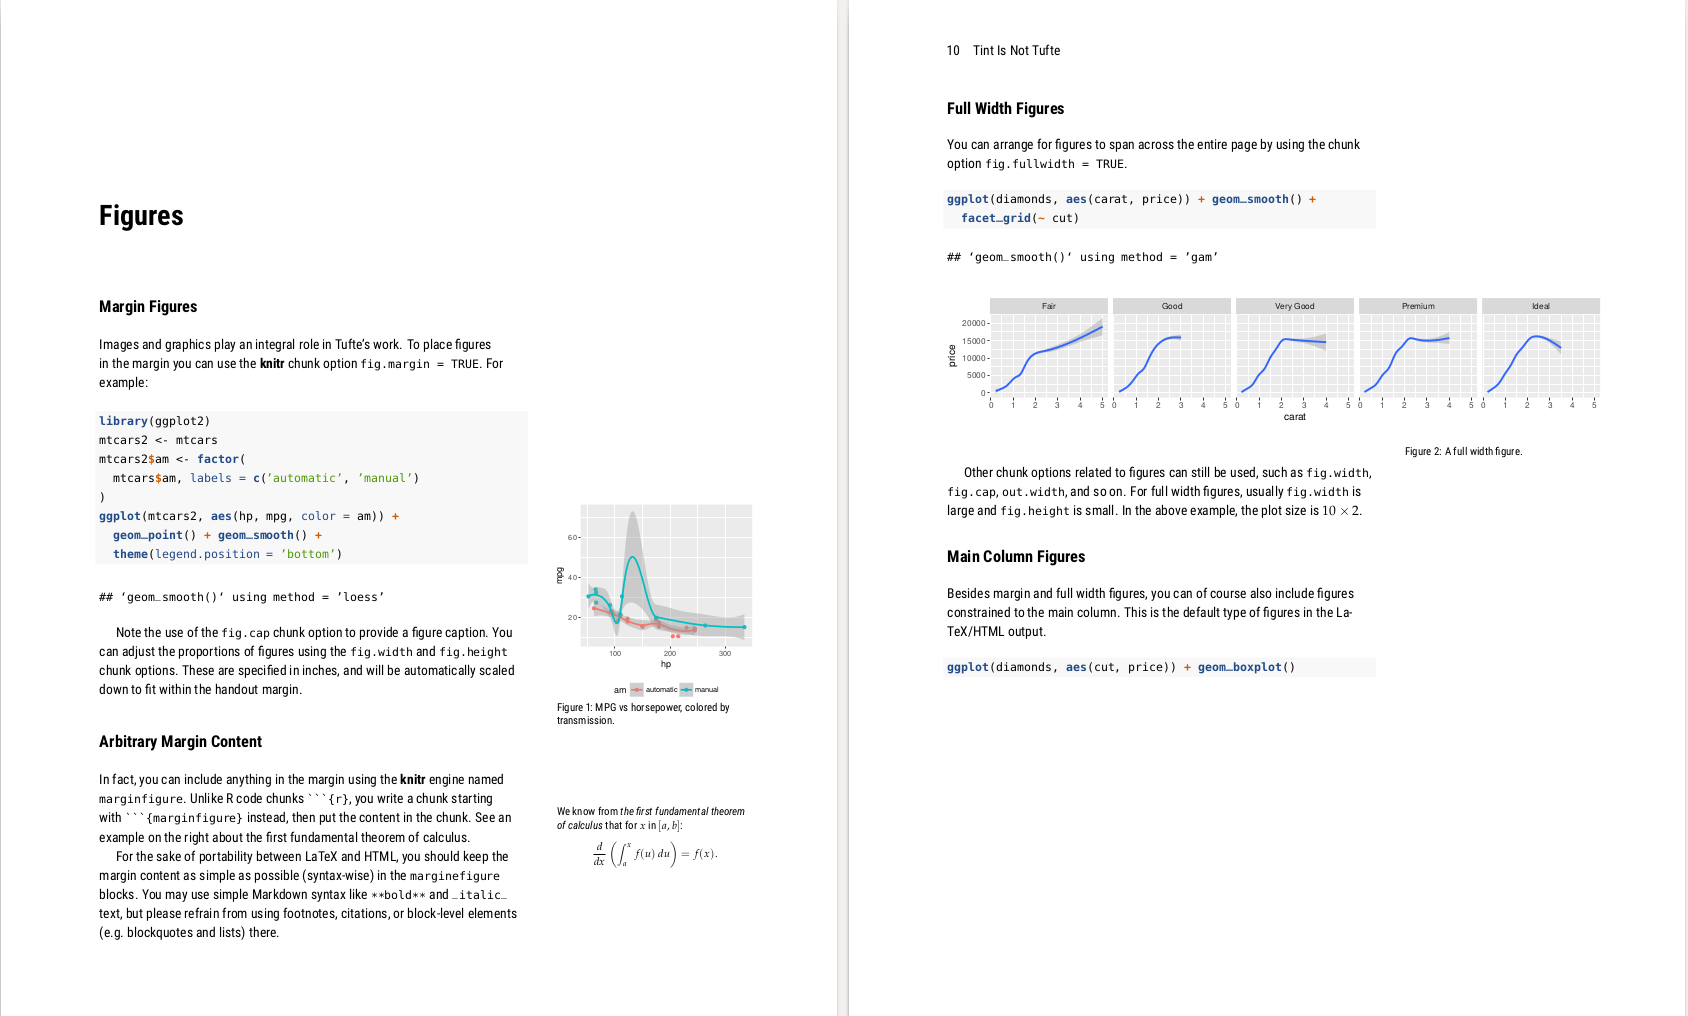 Figures
Margin Figures
Images and graphics play an integral role in Tufte's work. To place figures
in the margin you can use the knitr chunk option fig.margin = TRUE. For
example:
library(ggplot2)
mtcars2 <- mtcars
mtcars2$am <- factor(
  mtcars$am, labels = c('automatic', 'manual')
)
ggplot(mtcars2, aes(hp, mpg, color = am)) +
  geom_point() + geom_smooth() +
  theme(legend.position = 'bottom')
## ‘geom_smooth()‘ using method = ’loess’
Note the use of the fig.cap chunk option to provide a figure caption. You
can adjust the proportions of figures using the fig.width and fig.height
chunk options. These are specified in inches, and will be automatically scaled
down to fit within the handout margin.
60
40
20
mpg
100 200 300
hp
am automatic manual
Figure 1: MPG vs horsepower, colored by
transmission.
Arbitrary Margin Content
In fact, you can include anything in the margin using the knitr engine named
marginfigure. Unlike R code chunks ```{r}, you write a chunk starting
with ```{marginfigure} instead, then put the content in the chunk. See an
example on the right about the first fundamental theorem of calculus.
For the sake of portability between LaTeX and HTML, you should keep the
margin content as simple as possible (syntax-wise) in the marginefigure
blocks. You may use simple Markdown syntax like **bold** and _italic_
text, but please refrain from using footnotes, citations, or block-level elements
(e.g. blockquotes and lists) there.
We know from the first fundamental theorem
of calculus that for x in [a, b]:
d/dx (∫ₐˣ f(u) du) = f(x).
10 Tint Is Not Tufte
Full Width Figures
You can arrange for figures to span across the entire page by using the chunk
option fig.fullwidth = TRUE.
ggplot(diamonds, aes(carat, price)) + geom_smooth() +
  facet_grid(~ cut)
## ‘geom_smooth()‘ using method = ’gam’
Fair Good Very Good Premium Ideal
20000
15000
10000
5000
0
price
0 1 2 3 4 5 0 1 2 3 4 5 0 1 2 3 4 5 0 1 2 3 4 5 0 1 2 3 4 5
carat
Figure 2: A full width figure.
Other chunk options related to figures can still be used, such as fig.width,
fig.cap, out.width, and so on. For full width figures, usually fig.width is
large and fig.height is small. In the above example, the plot size is 10 × 2.
Main Column Figures
Besides margin and full width figures, you can of course also include figures
constrained to the main column. This is the default type of figures in the La-
TeX/HTML output.
ggplot(diamonds, aes(cut, price)) + geom_boxplot()